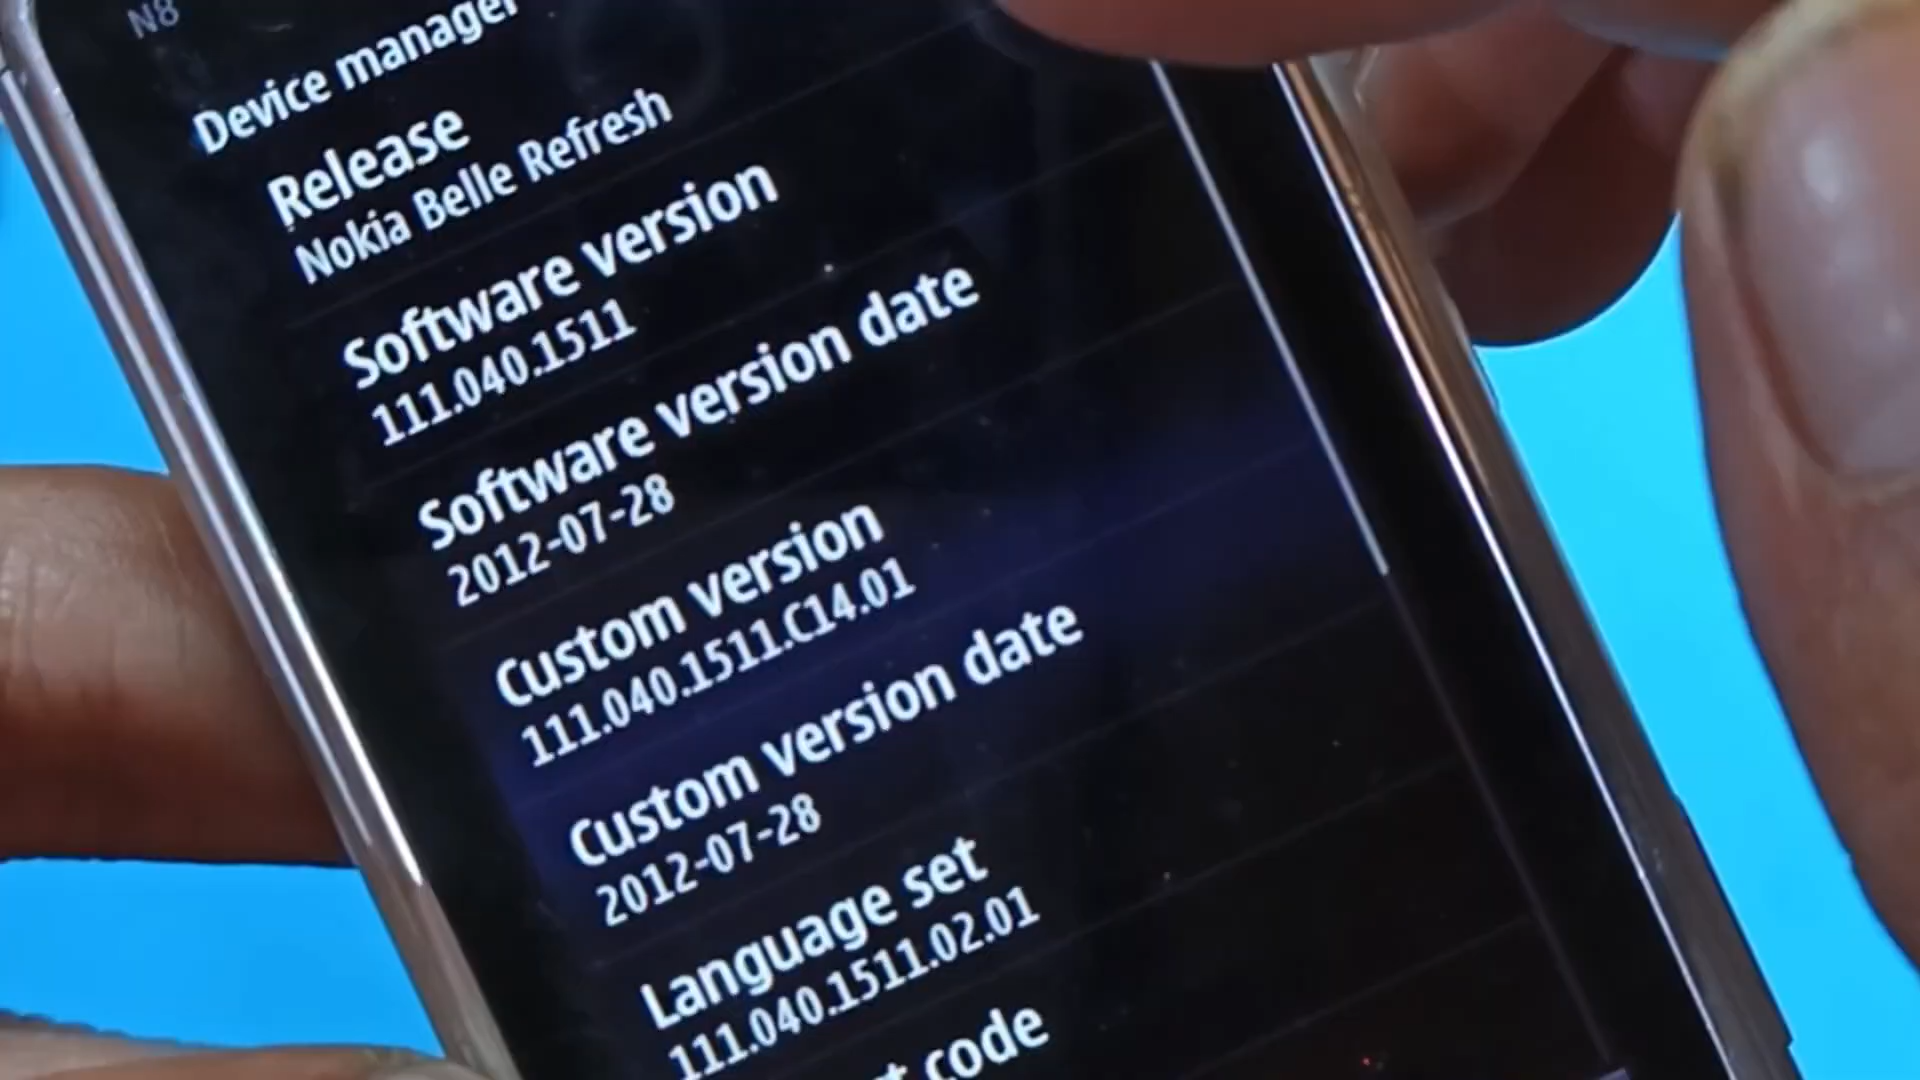 N8
Device manager
Release
Nokia Belle Refresh
Software version
111.040.1511
Software version date
2012-07-28
Custom version
111.040.1511.C14.01
Custom version date
2012-07-28
Language set
111.040.1511.02.01
code